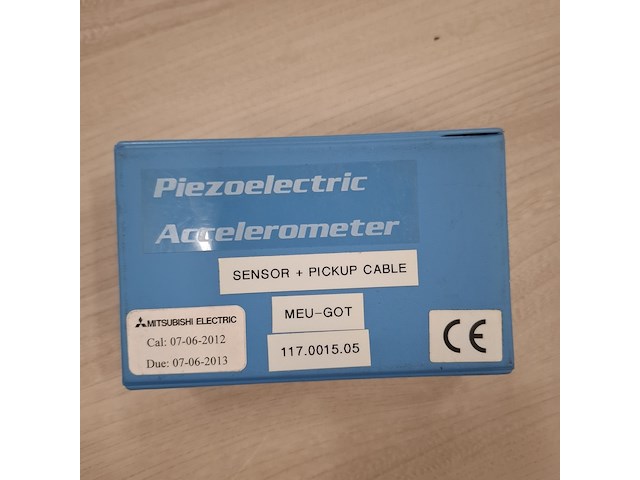 Piezoelectric
Accelerometer
SENSOR + PICKUP CABLE
MEU-GOT
117.0015.05
MITSUBISHI ELECTRIC
Cal: 07-06-2012
Due: 07-06-2013
CE